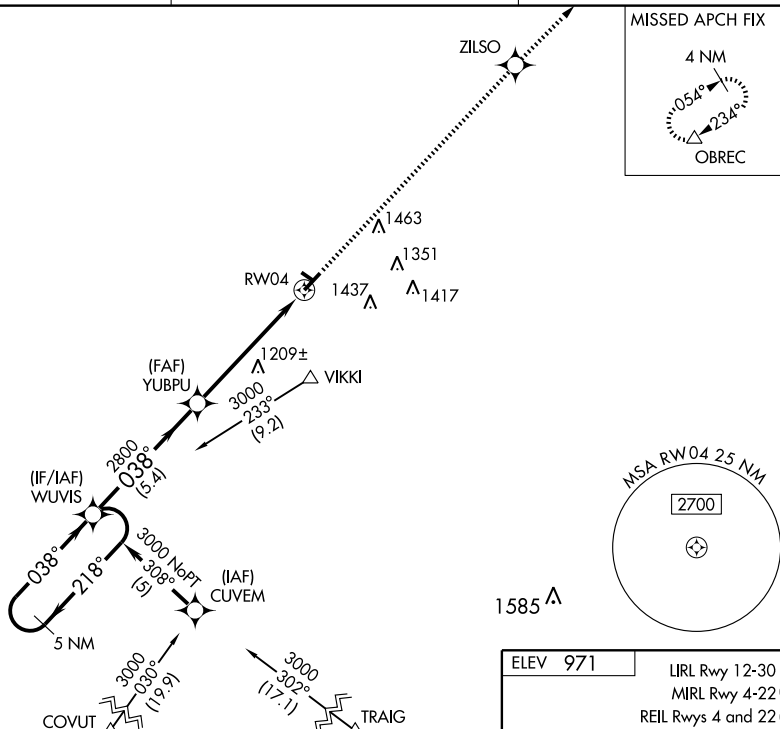 MISSED APCH FIX
4 NM
054°
234°
OBREC
ZILSO
1463
1351
1437
1417
RW04
1209±
(FAF)
YUBPU
VIKKI
3000
233°
(9.2)
2800
038°
(5.4)
(IF/IAF)
WUVIS
038°
218°
5 NM
3000 NoPT
308°
(5)
(IAF)
CUVEM
MSA RW04 25 NM
2700
1585
3000
030°
(19.9)
COVUT
3000
302°
(17.1)
TRAIG
ELEV 971
LIRL Rwy 12-30
MIRL Rwy 4-22
REIL Rwys 4 and 22